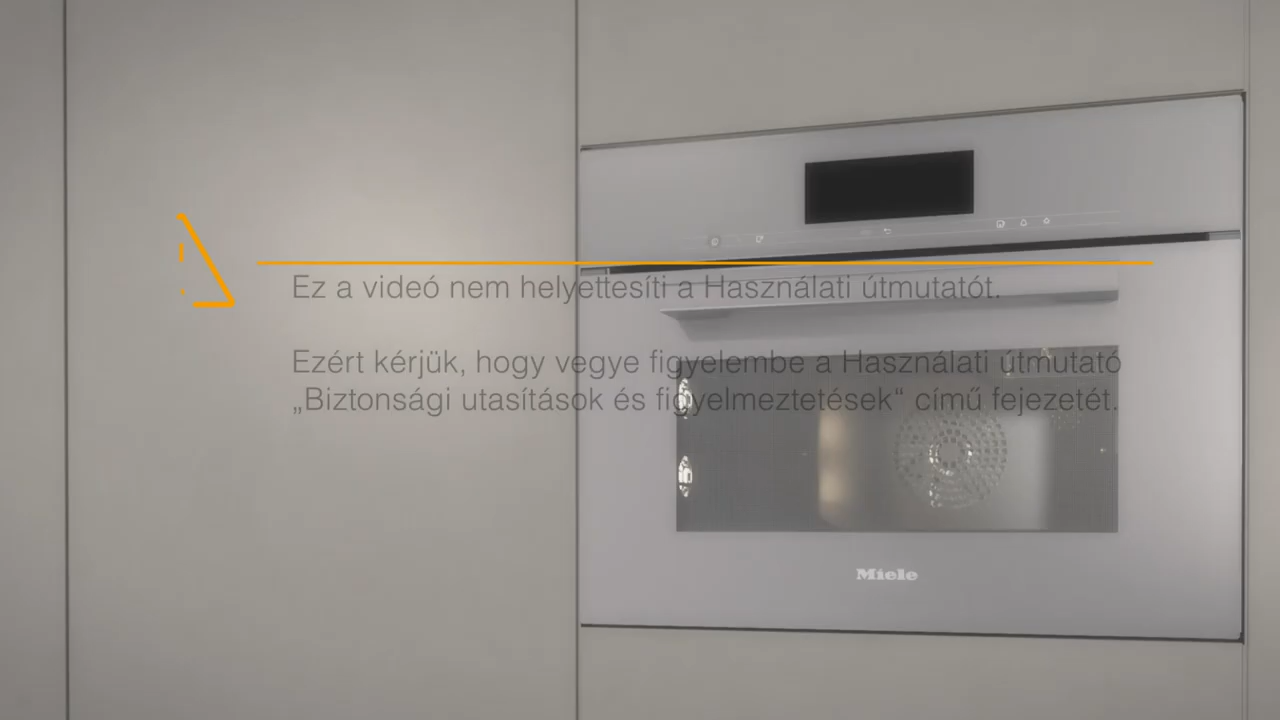 Ez a videó nem helyettesíti a Használati útmutatót.
Ezért kérjük, hogy vegye figyelembe a Használati útmutató
„Biztonsági utasítások és figyelmeztetések“ című fejezetét.
Miele